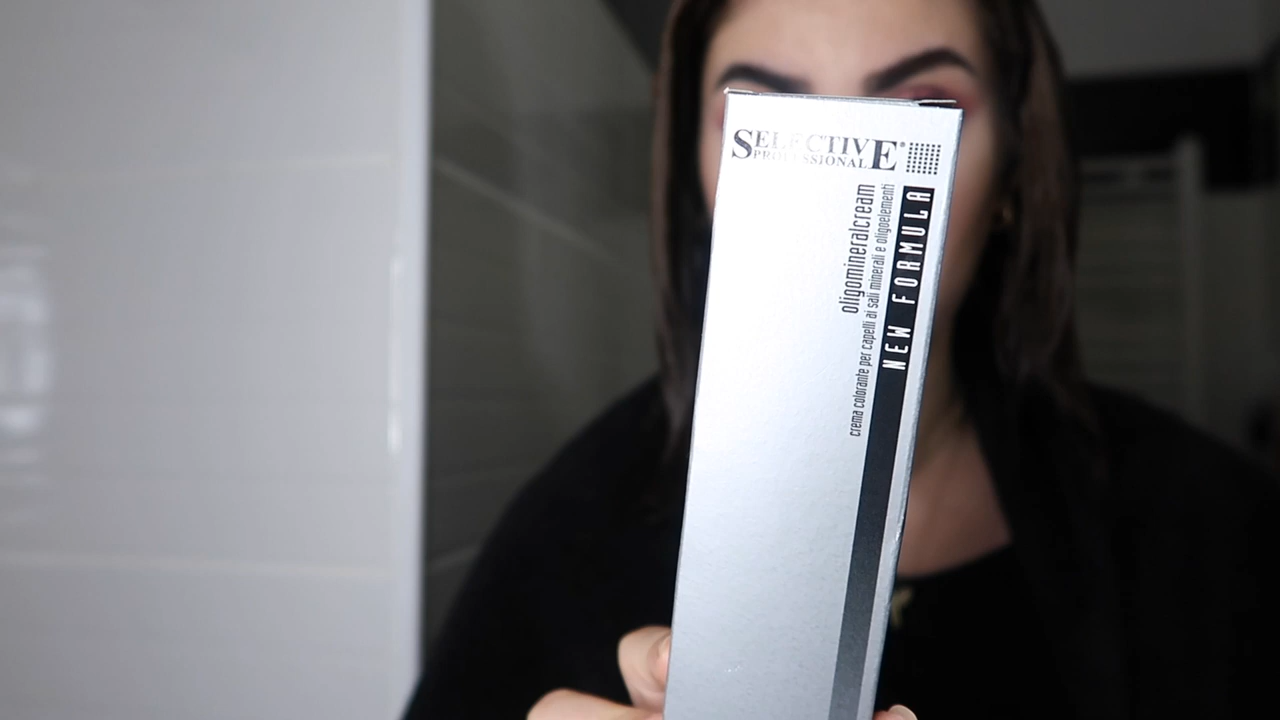 SELECTIVE
PROFESSIONAL
oligomineralcream
crema colorante per capelli ai sali minerali e oligoelementi
NEW FORMULA